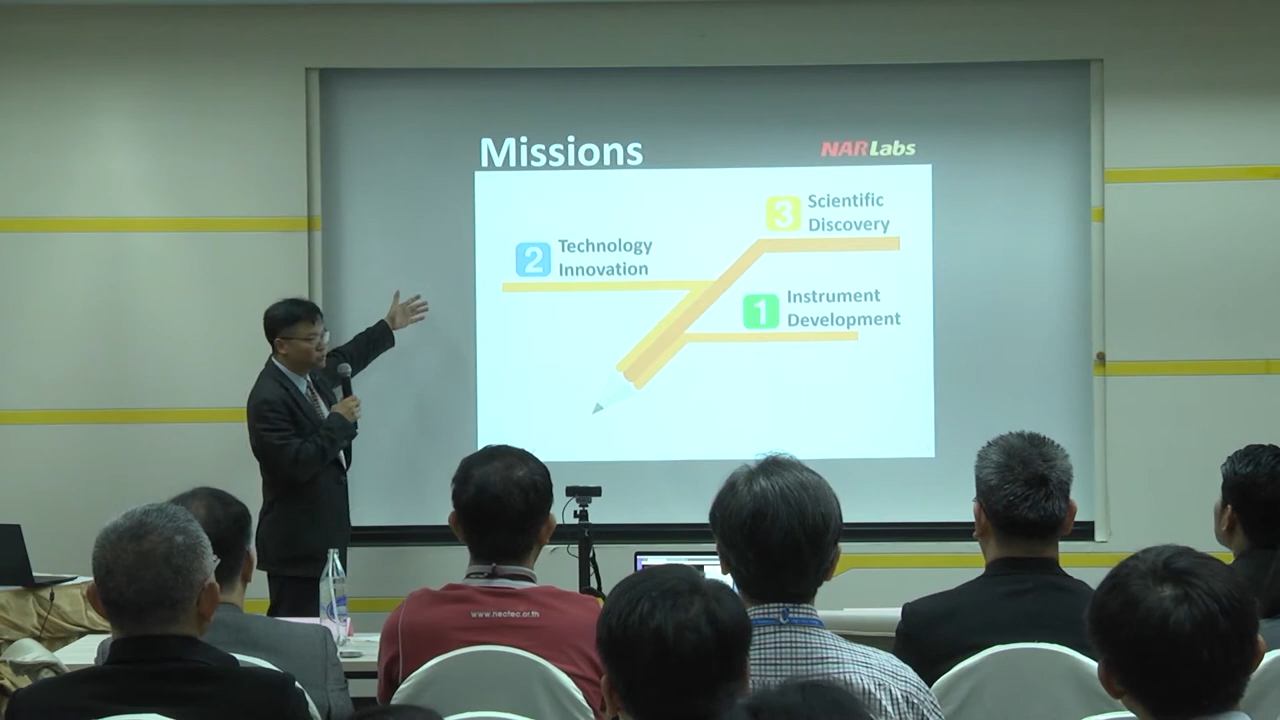 Missions
NARLabs
3
Scientific
Discovery
2
Technology
Innovation
1
Instrument
Development
www.neotec.or.th